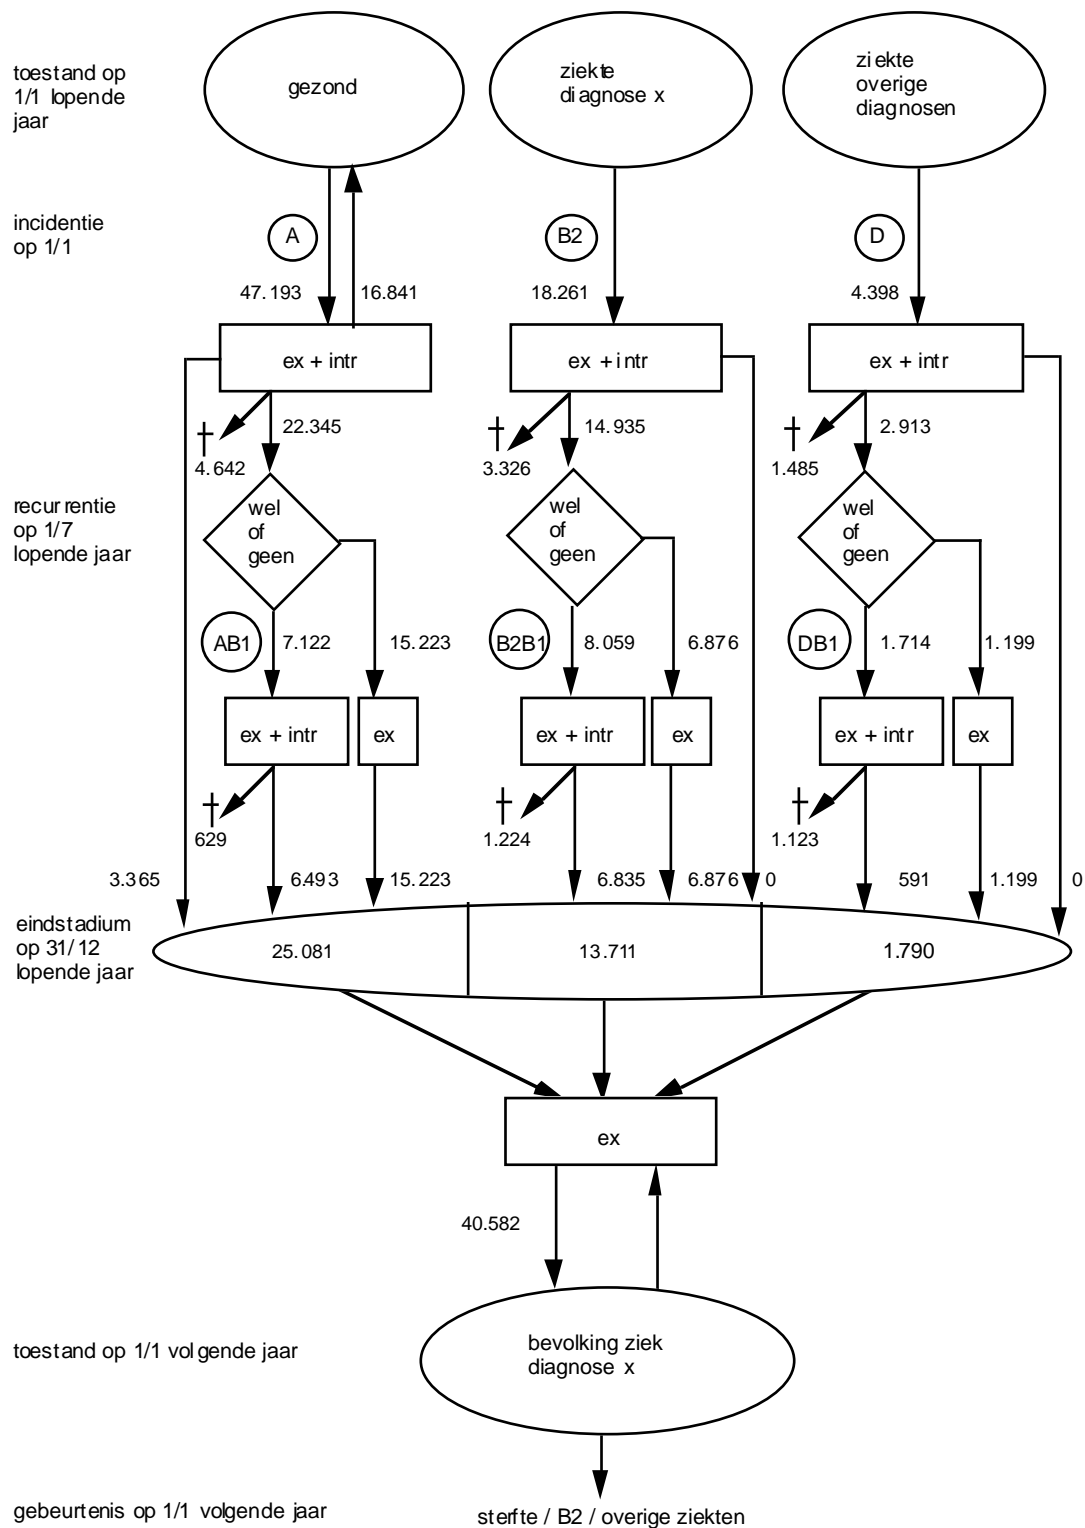 toestand op
1/1 lopende
jaar
gezond
ziekte
diagnose x
ziekte
overige
diagnosen
incidentie
op 1/1
A
B2
D
47.193
16.841
18.261
4.398
ex + intr
ex + intr
ex + intr
22.345
14.935
2.913
4.642
3.326
1.485
recurrentie
op 1/7
lopende jaar
wel
of
geen
wel
of
geen
wel
of
geen
AB1
7.122
15.223
B2B1
8.059
6.876
DB1
1.714
1.199
ex + intr
ex
ex + intr
ex
ex + intr
ex
629
1.224
1.123
3.365
6.493
15.223
6.835
6.876
0
591
1.199
0
eindstadium
op 31/12
lopende jaar
25.081
13.711
1.790
ex
40.582
toestand op 1/1 volgende jaar
bevolking ziek
diagnose x
gebeurtenis op 1/1 volgende jaar
sterfte / B2 / overige ziekten